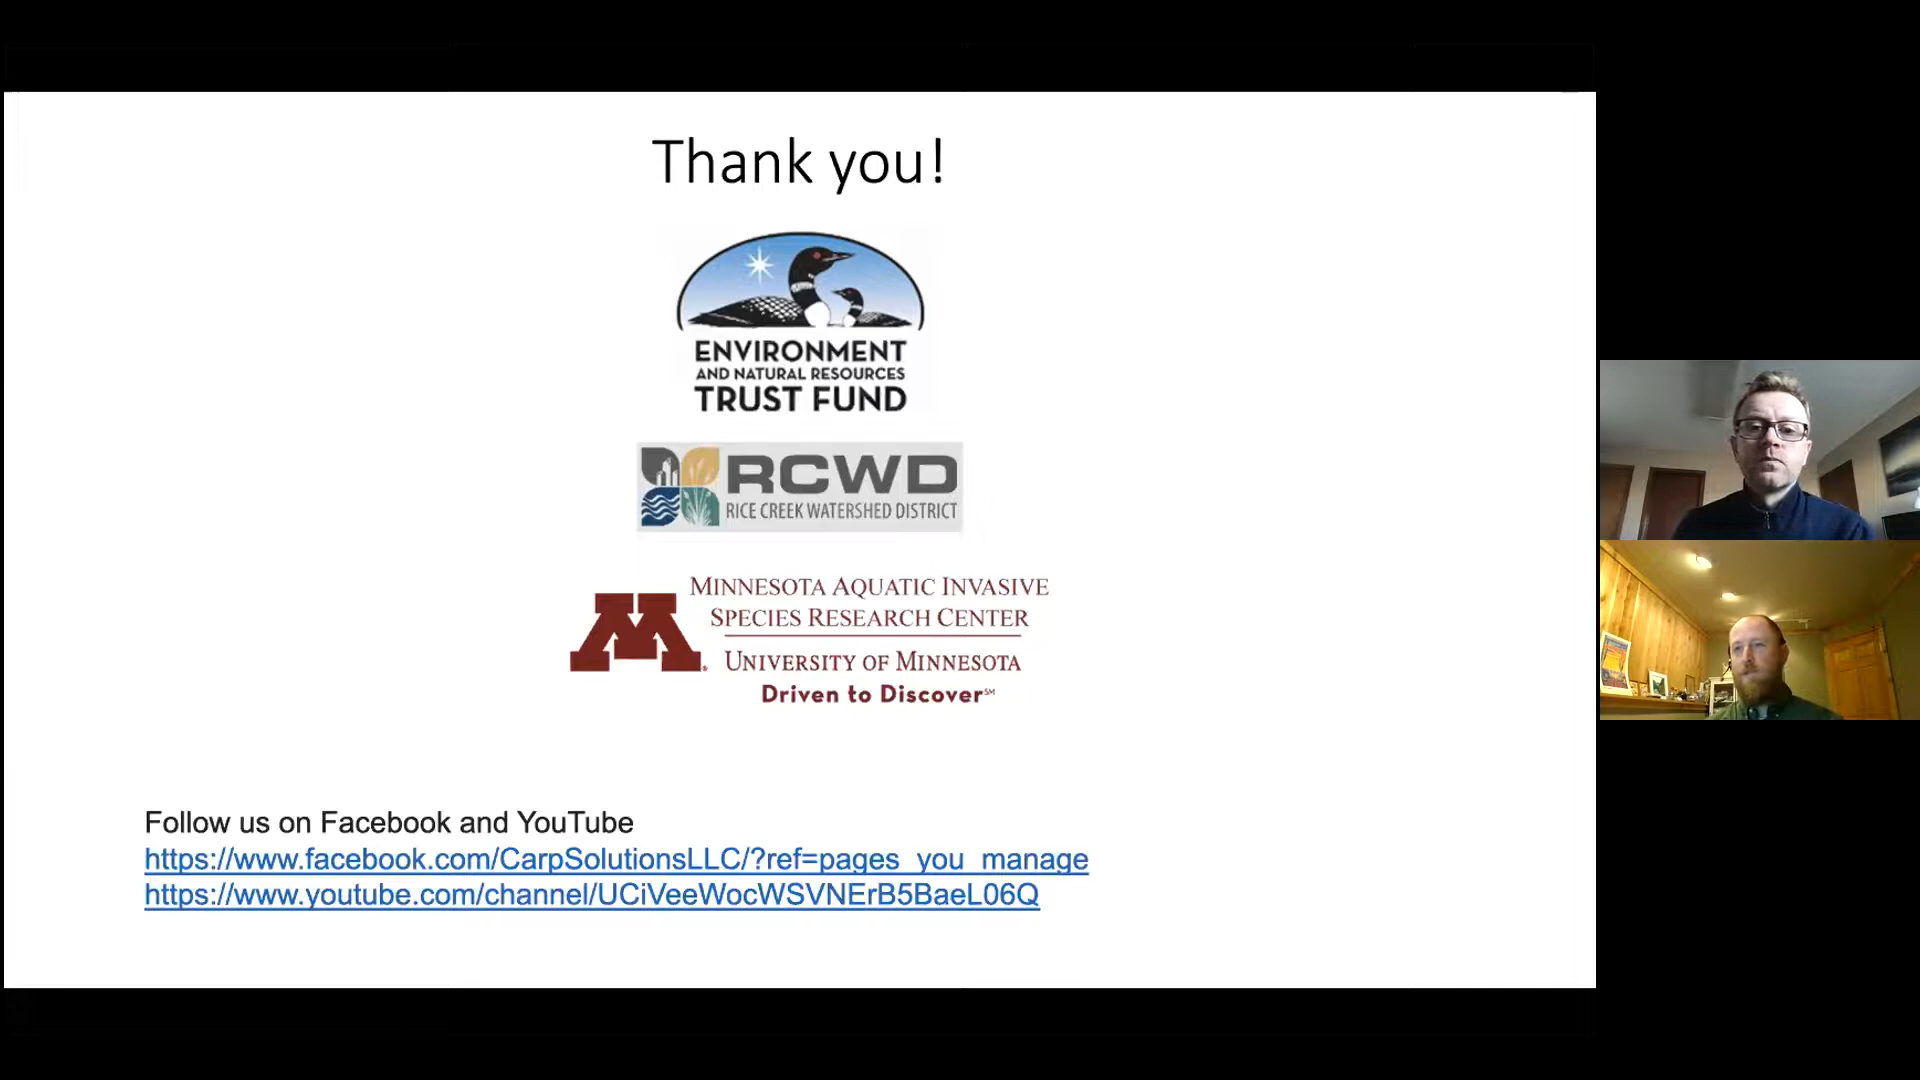 Thank you!
ENVIRONMENT
AND NATURAL RESOURCES
TRUST FUND
RCWD
RICE CREEK WATERSHED DISTRICT
MINNESOTA AQUATIC INVASIVE
SPECIES RESEARCH CENTER
M
UNIVERSITY OF MINNESOTA
Driven to Discover℠
Follow us on Facebook and YouTube
https://www.facebook.com/CarpSolutionsLLC/?ref=pages_you_manage
https://www.youtube.com/channel/UCiVeeWocWSVNErB5BaeL06Q